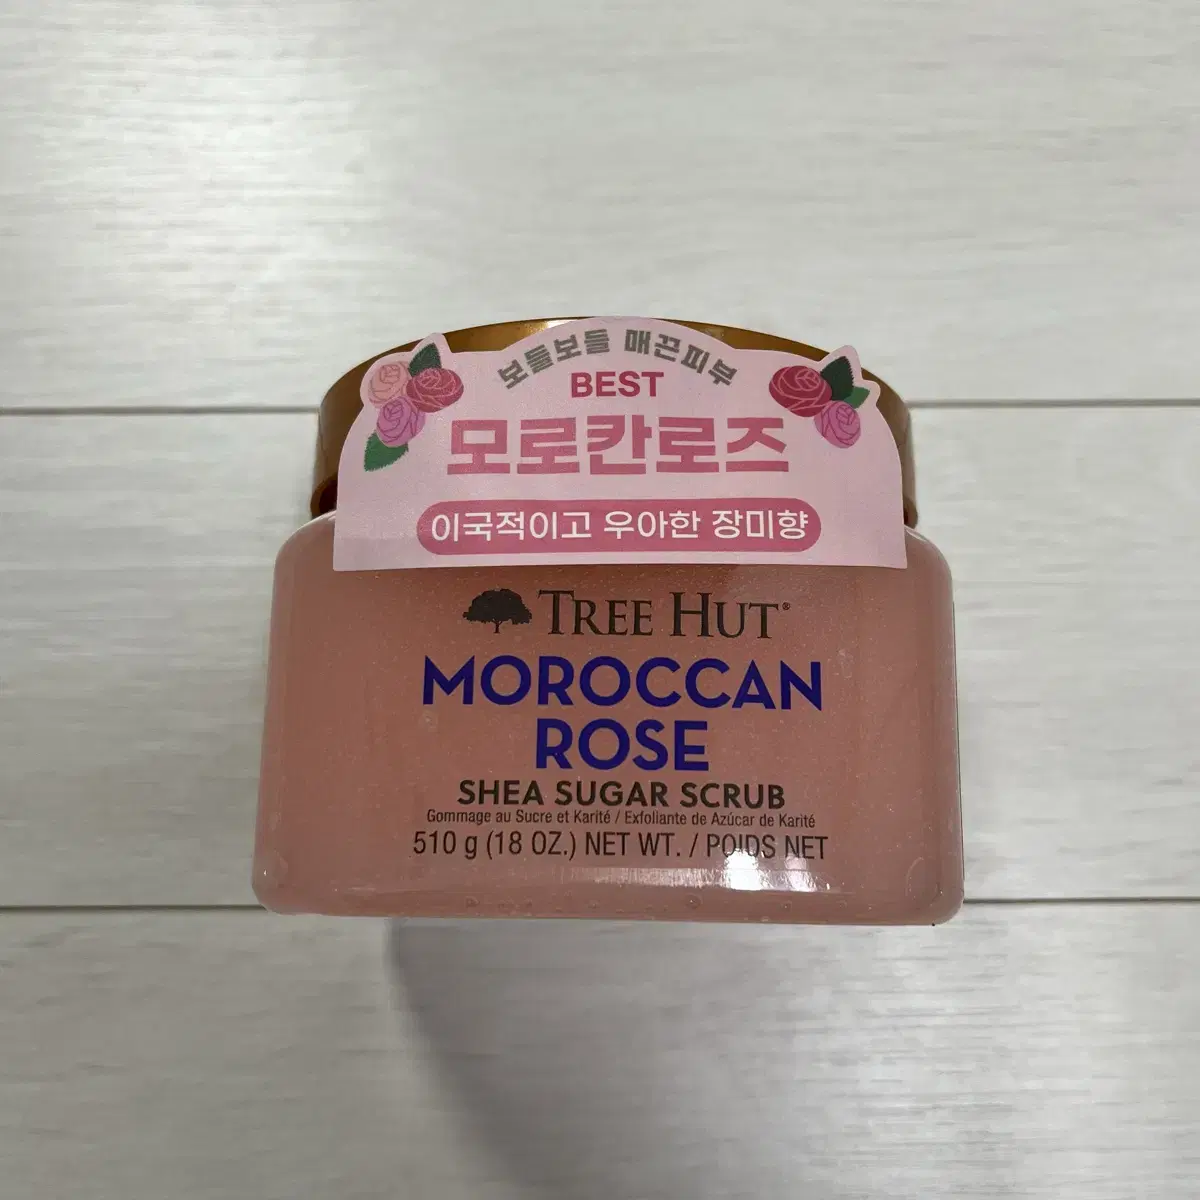 보들보들 매끈피부
BEST
모로칸로즈
이국적이고 우아한 장미향
TREE HUT®
MOROCCAN
ROSE
SHEA SUGAR SCRUB
Gommage au Sucre et Karité / Exfoliante de Azúcar de Karité
510 g (18 OZ.) NET WT. / POIDS NET